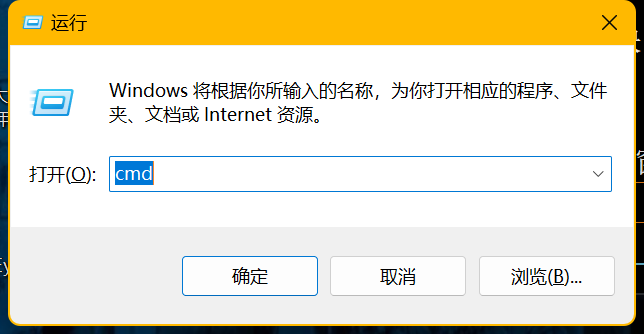 运行
Windows 将根据你所输入的名称，为你打开相应的程序、文件
夹、文档或 Internet 资源。
打开(O): cmd
确定 取消 浏览(B)...